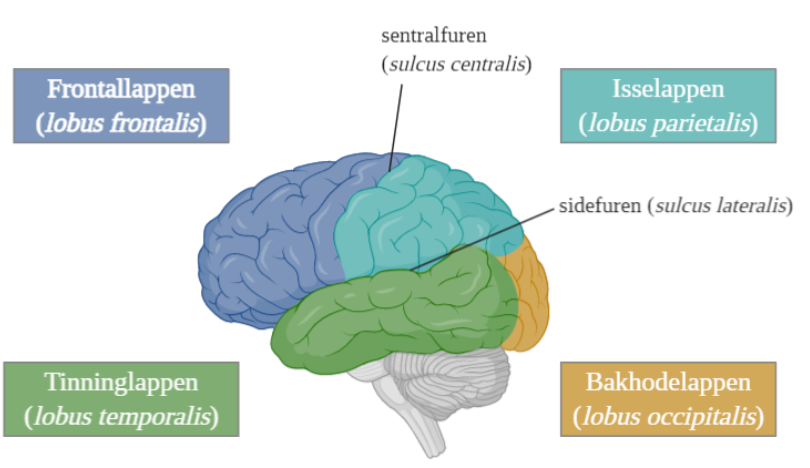 sentralfuren
(sulcus centralis)
Frontallappen
(lobus frontalis)
Isselappen
(lobus parietalis)
sidefuren (sulcus lateralis)
Tinninglappen
(lobus temporalis)
Bakhodelappen
(lobus occipitalis)